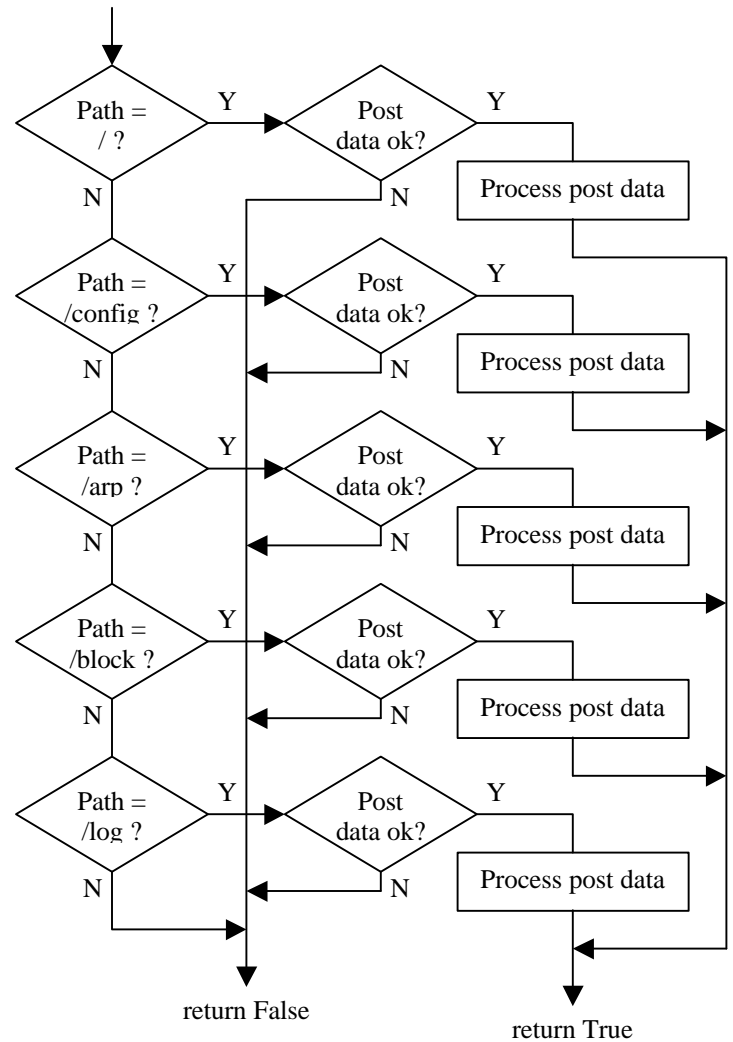 Path =
/ ?
Y
Post
data ok?
Y
N
N
Process post data
Path =
/config ?
Y
Post
data ok?
Y
N
N
Process post data
Path =
/arp ?
Y
Post
data ok?
Y
N
N
Process post data
Path =
/block ?
Y
Post
data ok?
Y
N
N
Process post data
Path =
/log ?
Y
Post
data ok?
Y
N
N
Process post data
return False
return True